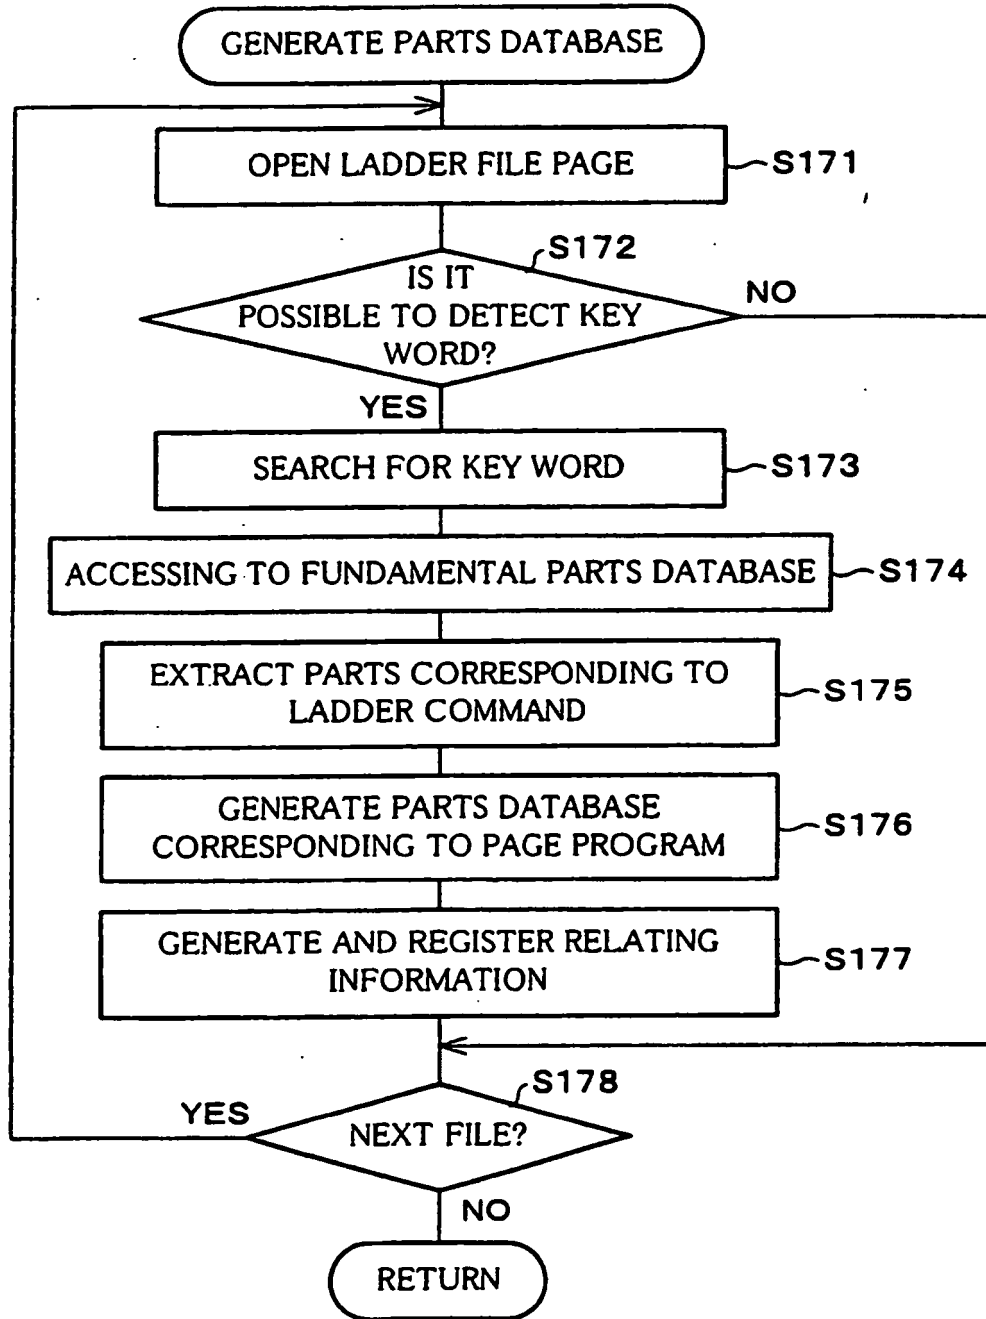 GENERATE PARTS DATABASE
OPEN LADDER FILE PAGE
S171
S172
IS IT
POSSIBLE TO DETECT KEY
WORD?
NO
YES
SEARCH FOR KEY WORD
S173
ACCESSING TO FUNDAMENTAL PARTS DATABASE
S174
EXTRACT PARTS CORRESPONDING TO
LADDER COMMAND
S175
GENERATE PARTS DATABASE
CORRESPONDING TO PAGE PROGRAM
S176
GENERATE AND REGISTER RELATING
INFORMATION
S177
S178
YES
NEXT FILE?
NO
RETURN